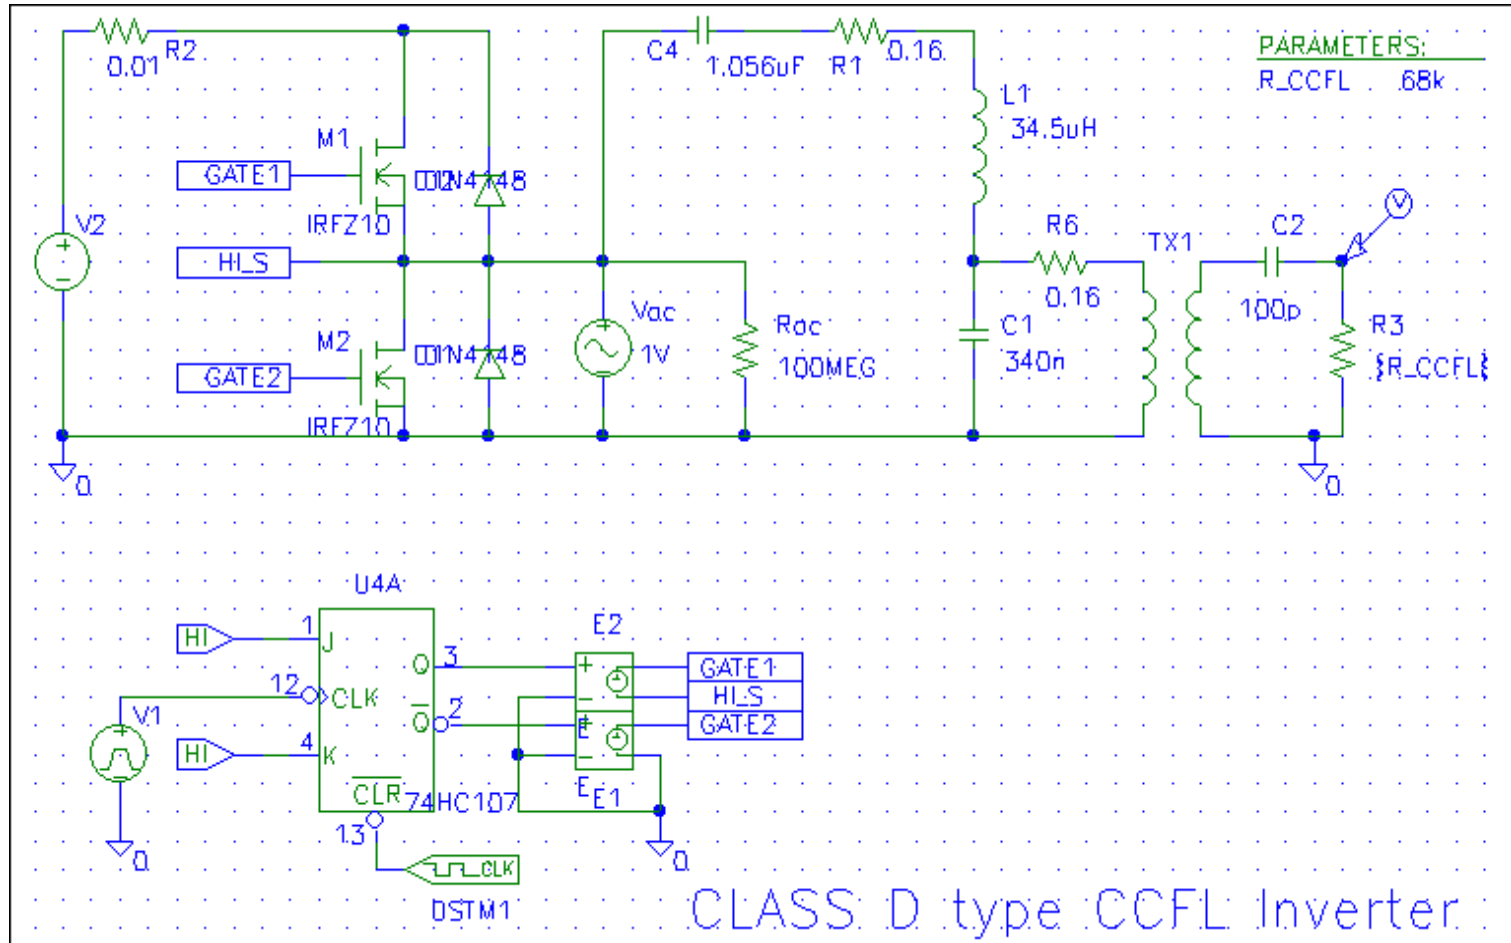 R2
0.01
C4
1.056uF
R1
0.16
PARAMETERS:
R_CCFL 68k
L1
34.5uH
M1
GATE1
IRFZ10
V2
HI_S
R6
0.16
TX1
C2
100p
Vac
1V
Rac
100MEG
C1
340n
R3
{R_CCFL}
M2
GATE2
IRFZ10
0
0
U4A
HI
1
J
Q
3
12
CLK
Q
2
V1
HI
4
K
CLR
74HC107
13
0
E2
+
-
GATE1
HI_S
GATE2
E
+
-
E
E1
0
CLK
DSTM1
CLASS D type CCFL Inverter